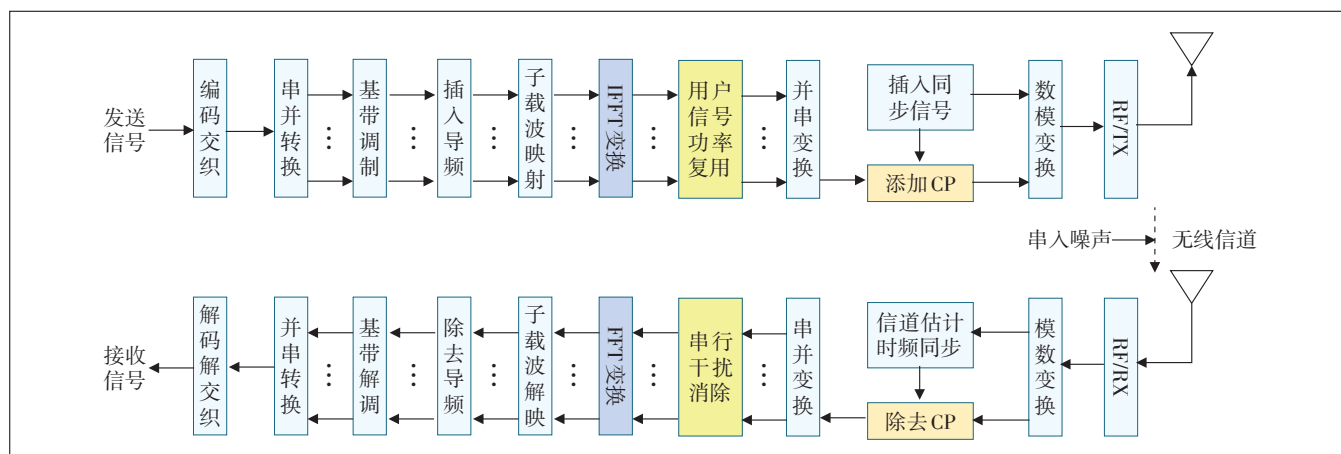 发送
信号
编码交织
串并转换
基带调制
插入导频
子载波映射
IFFT变换
用户
信号
功率
复用
并串变换
插入同
步信号
添加CP
数模变换
RF/TX
串入噪声
无线信道
接收
信号
解码解交织
并串转换
基带解调
除去导频
子载波解映
FFT变换
串行
干扰
消除
串并变换
信道估计
时频同步
除去CP
模数变换
RF/RX